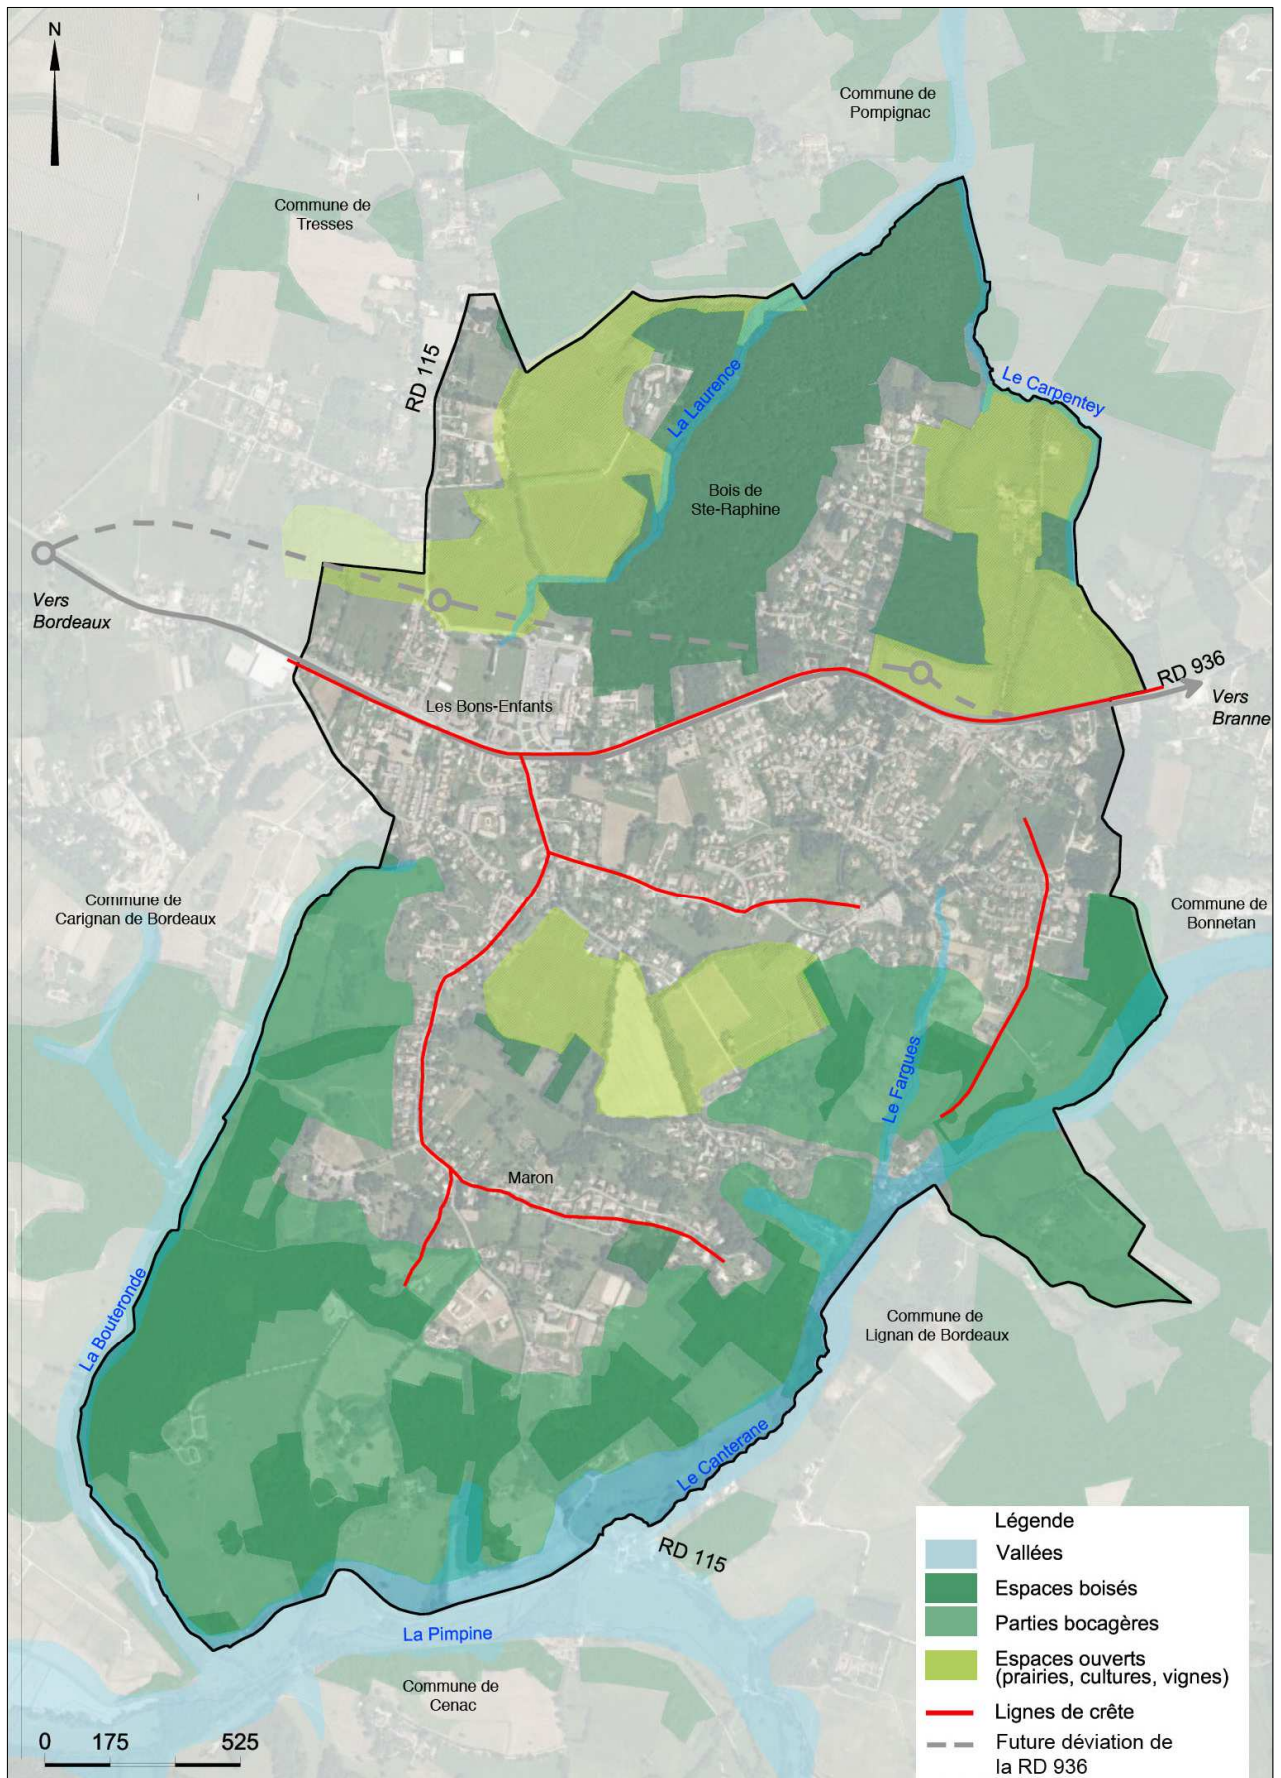 N
Commune de
Pompignac
Commune de
Tresses
RD 115
La Laurence
Le Carpentey
Bois de
Ste-Raphine
Vers
Bordeaux
RD 936
Vers
Branne
Les Bons-Enfants
Commune de
Carignan de Bordeaux
Commune de
Bonnetan
Le Fargues
Maron
La Bouteronde
Commune de
Lignan de Bordeaux
Le Canterane
RD 115
La Pimpine
Commune de
Cenac
0 175 525
Légende
Vallées
Espaces boisés
Parties bocagères
Espaces ouverts
(prairies, cultures, vignes)
Lignes de crête
Future déviation de
la RD 936